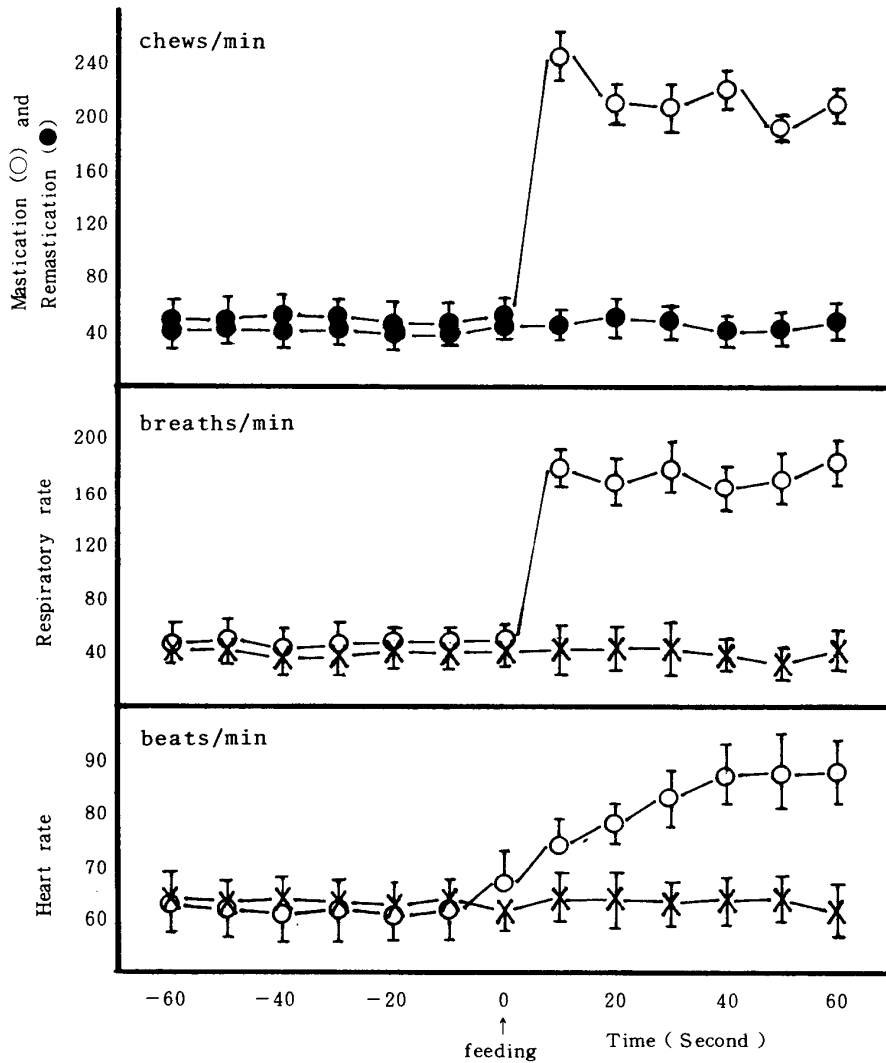 chews/min
Mastication (○) and
Remastication (●)
240
200
160
120
80
40
breaths/min
Respiratory rate
200
160
120
80
40
beats/min
Heart rate
90
80
70
60
-60
-40
-20
0
20
40
60
↑
feeding
Time ( Second )